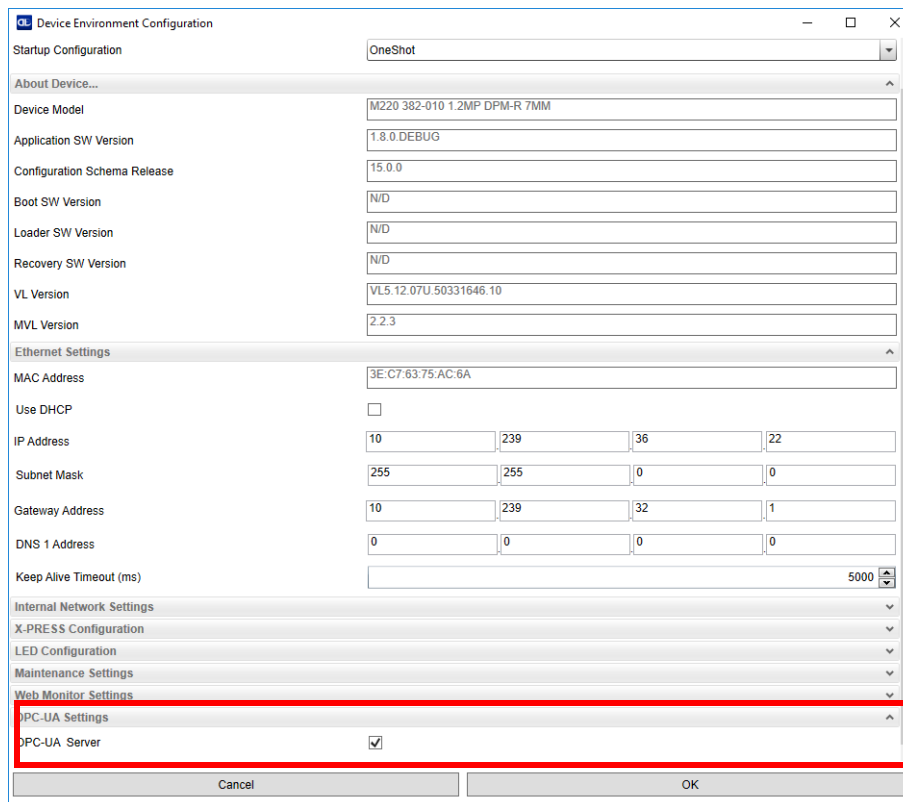 Device Environment Configuration
Startup Configuration OneShot
About Device...
Device Model M220 382-010 1.2MP DPM-R 7MM
Application SW Version 1.8.0.DEBUG
Configuration Schema Release 15.0.0
Boot SW Version N/D
Loader SW Version N/D
Recovery SW Version N/D
VL Version VL5.12.07U.50331646.10
MVL Version 2.2.3
Ethernet Settings
MAC Address 3E:C7:63:75:AC:6A
Use DHCP
IP Address 10 . 239 . 36 . 22
Subnet Mask 255 . 255 . 0 . 0
Gateway Address 10 . 239 . 32 . 1
DNS 1 Address 0 . 0 . 0 . 0
Keep Alive Timeout (ms) 5000
Internal Network Settings
X-PRESS Configuration
LED Configuration
Maintenance Settings
Web Monitor Settings
OPC-UA Settings
OPC-UA Server
Cancel OK